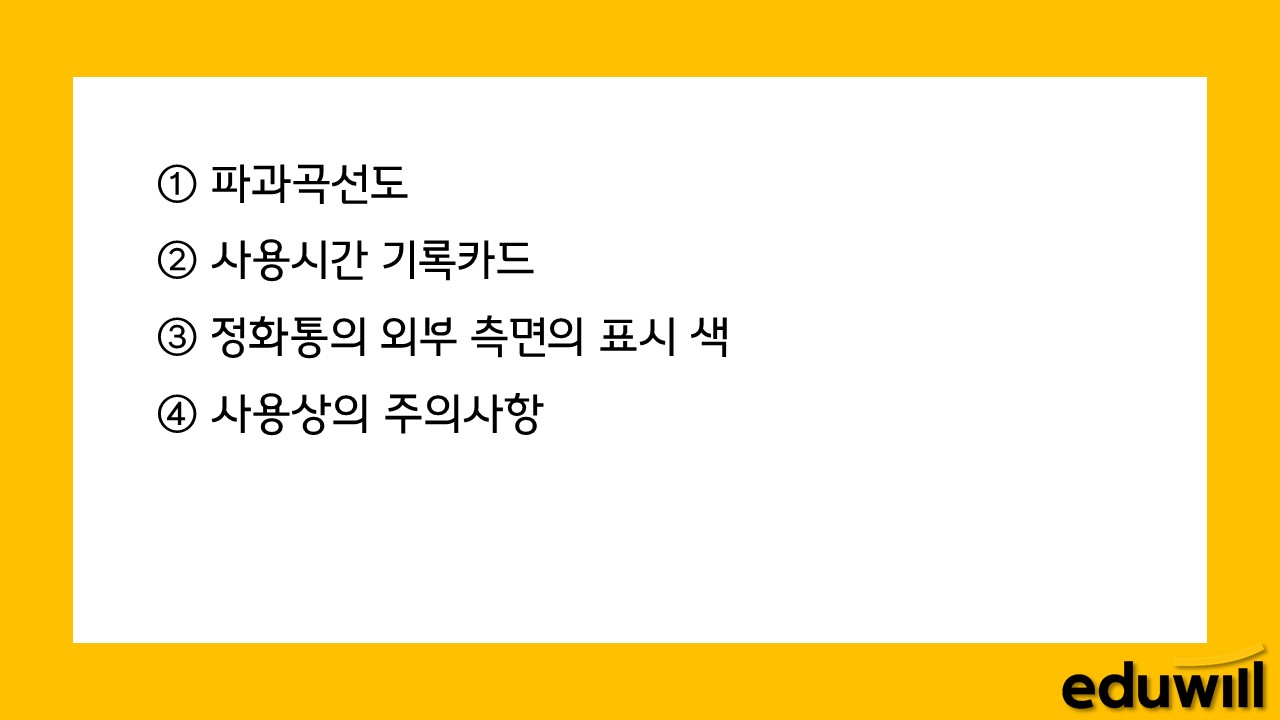 ① 파과곡선도
② 사용시간 기록카드
③ 정화통의 외부 측면의 표시 색
④ 사용상의 주의사항
eduwill